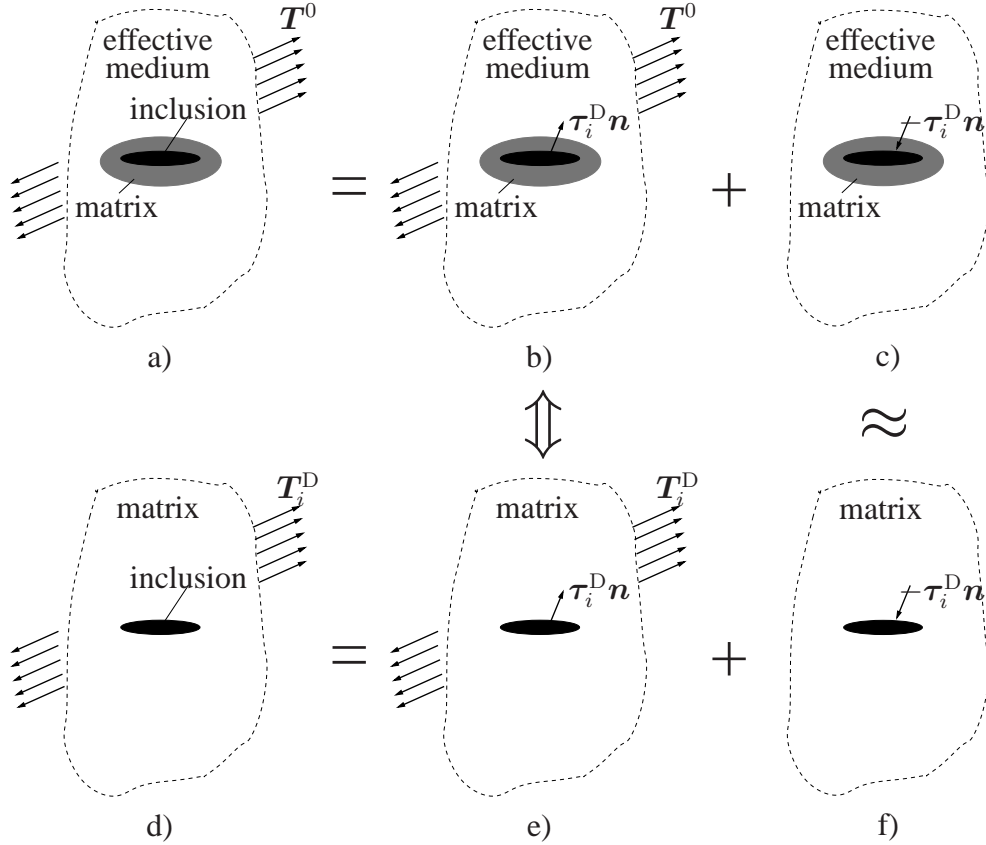 T^0
effective
medium
inclusion
matrix
a)
=
T^0
effective
medium
τ_i^D n
matrix
b)
+
effective
medium
−τ_i^D n
matrix
c)
⇕
≈
T_i^D
matrix
inclusion
d)
=
T_i^D
matrix
τ_i^D n
e)
+
matrix
−τ_i^D n
f)